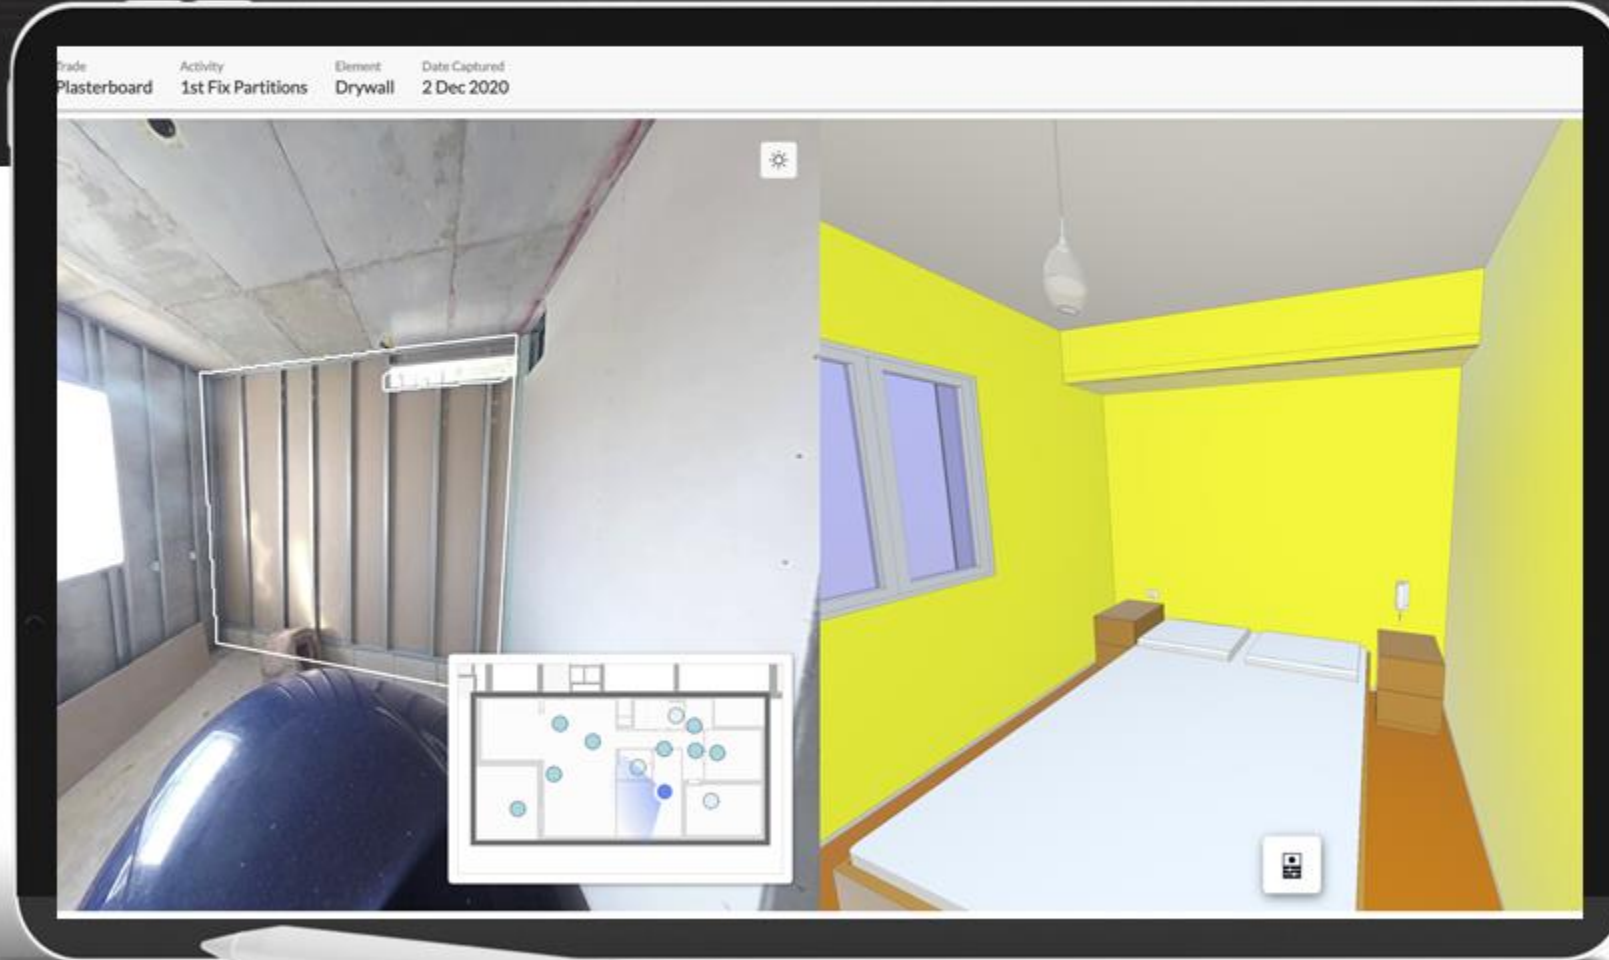 Trade Activity Element Date Captured
Plasterboard 1st Fix Partitions Drywall 2 Dec 2020